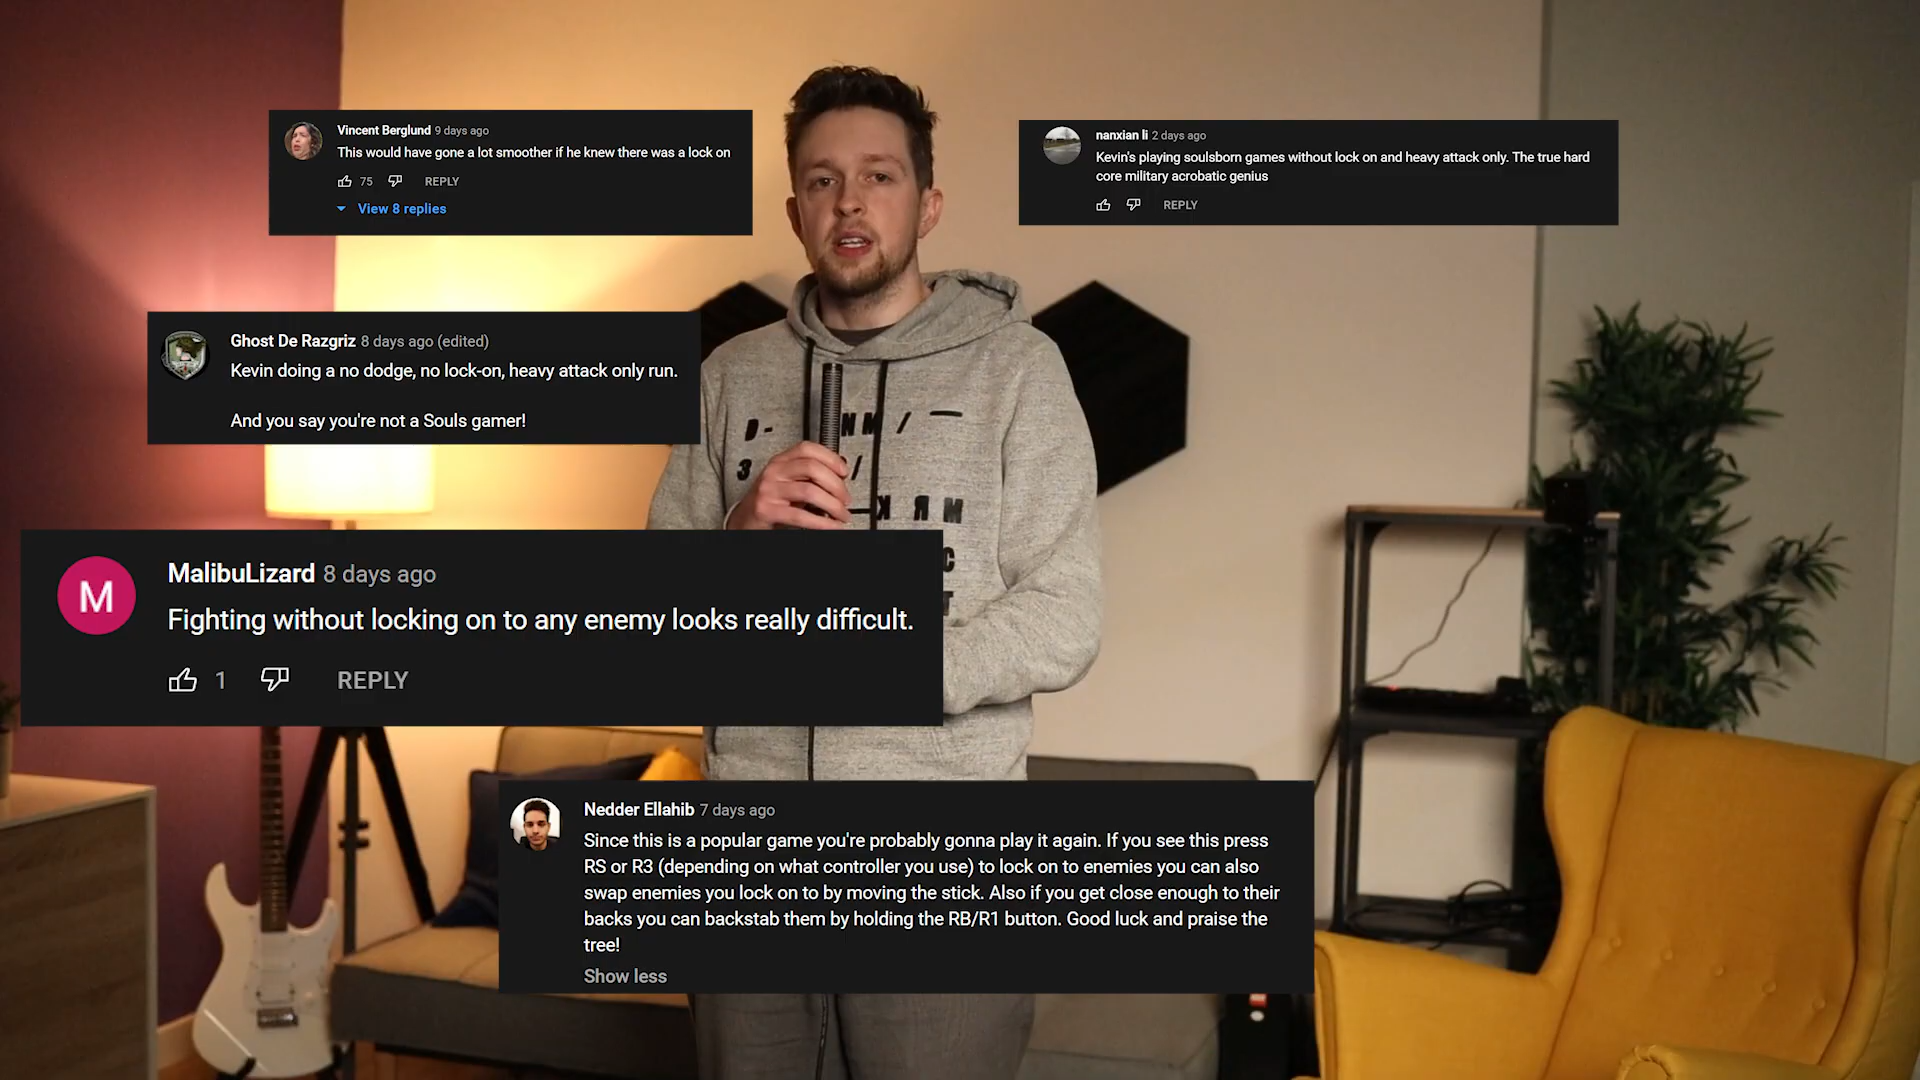 Vincent Berglund 9 days ago
This would have gone a lot smoother if he knew there was a lock on
75 REPLY
View 8 replies
nanxian li 2 days ago
Kevin's playing soulsborn games without lock on and heavy attack only. The true hard
core military acrobatic genius
REPLY
Ghost De Razgriz 8 days ago (edited)
Kevin doing a no dodge, no lock-on, heavy attack only run.
And you say you're not a Souls gamer!
M
MalibuLizard 8 days ago
Fighting without locking on to any enemy looks really difficult.
1 REPLY
Nedder Ellahib 7 days ago
Since this is a popular game you're probably gonna play it again. If you see this press
RS or R3 (depending on what controller you use) to lock on to enemies you can also
swap enemies you lock on to by moving the stick. Also if you get close enough to their
backs you can backstab them by holding the RB/R1 button. Good luck and praise the
tree!
Show less